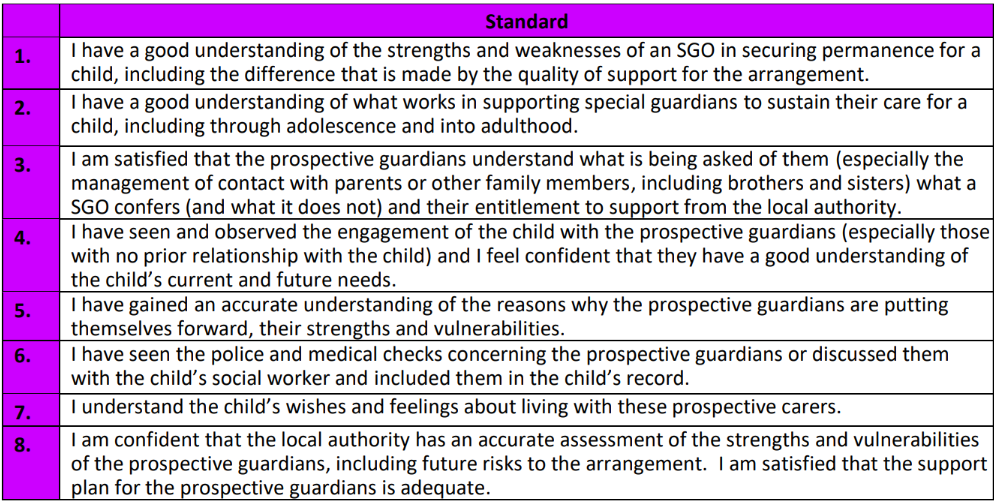 Standard
1. I have a good understanding of the strengths and weaknesses of an SGO in securing permanence for a
child, including the difference that is made by the quality of support for the arrangement.
2. I have a good understanding of what works in supporting special guardians to sustain their care for a
child, including through adolescence and into adulthood.
3. I am satisfied that the prospective guardians understand what is being asked of them (especially the
management of contact with parents or other family members, including brothers and sisters) what a
SGO confers (and what it does not) and their entitlement to support from the local authority.
4. I have seen and observed the engagement of the child with the prospective guardians (especially those
with no prior relationship with the child) and I feel confident that they have a good understanding of
the child’s current and future needs.
5. I have gained an accurate understanding of the reasons why the prospective guardians are putting
themselves forward, their strengths and vulnerabilities.
6. I have seen the police and medical checks concerning the prospective guardians or discussed them
with the child’s social worker and included them in the child’s record.
7. I understand the child’s wishes and feelings about living with these prospective carers.
8. I am confident that the local authority has an accurate assessment of the strengths and vulnerabilities
of the prospective guardians, including future risks to the arrangement.  I am satisfied that the support
plan for the prospective guardians is adequate.